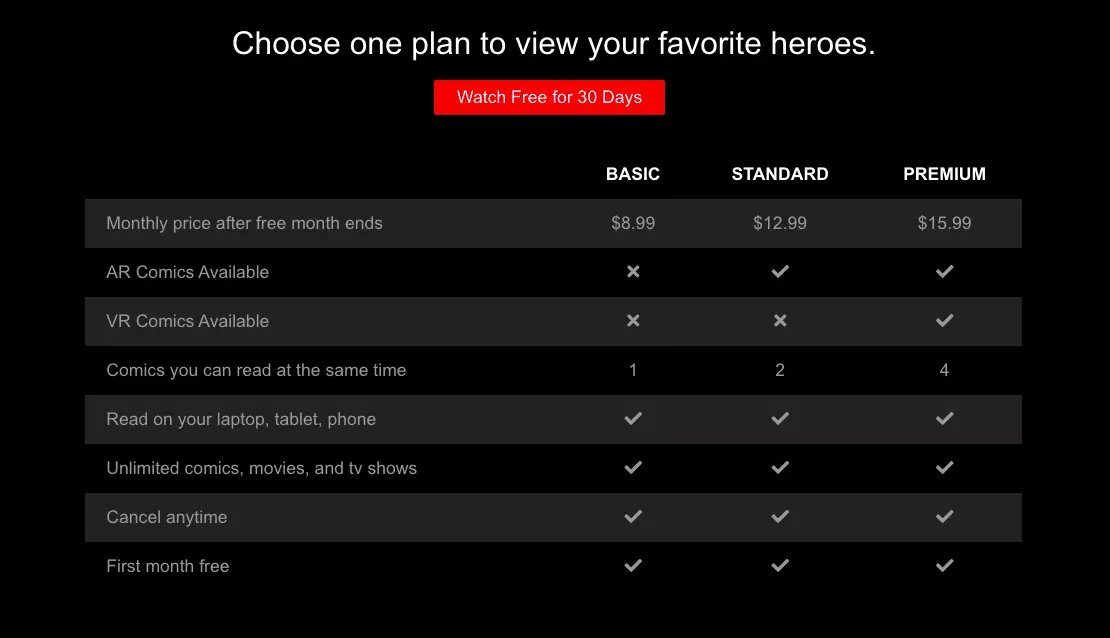 Choose one plan to view your favorite heroes.
Watch Free for 30 Days
BASIC STANDARD PREMIUM
Monthly price after free month ends $8.99 $12.99 $15.99
AR Comics Available
VR Comics Available
Comics you can read at the same time 1 2 4
Read on your laptop, tablet, phone
Unlimited comics, movies, and tv shows
Cancel anytime
First month free